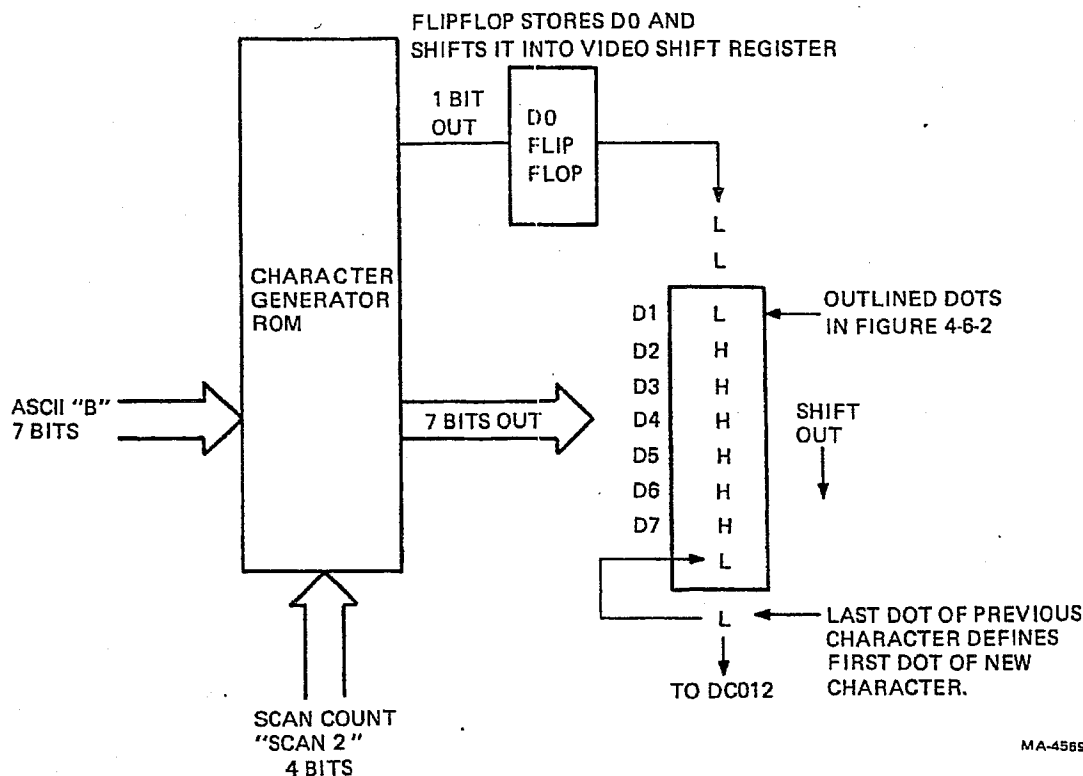 FLIPFLOP STORES D0 AND
SHIFTS IT INTO VIDEO SHIFT REGISTER
1 BIT
OUT
D0
FLIP
FLOP
L
L
CHARACTER
GENERATOR
ROM
D1 L
OUTLINED DOTS
IN FIGURE 4-6-2
D2 H
D3 H
D4 H
D5 H
D6 H
D7 H
L
ASCII "B"
7 BITS
7 BITS OUT
SHIFT
OUT
L
LAST DOT OF PREVIOUS
CHARACTER DEFINES
FIRST DOT OF NEW
CHARACTER.
TO DC012
SCAN COUNT
"SCAN 2"
4 BITS
MA-4569